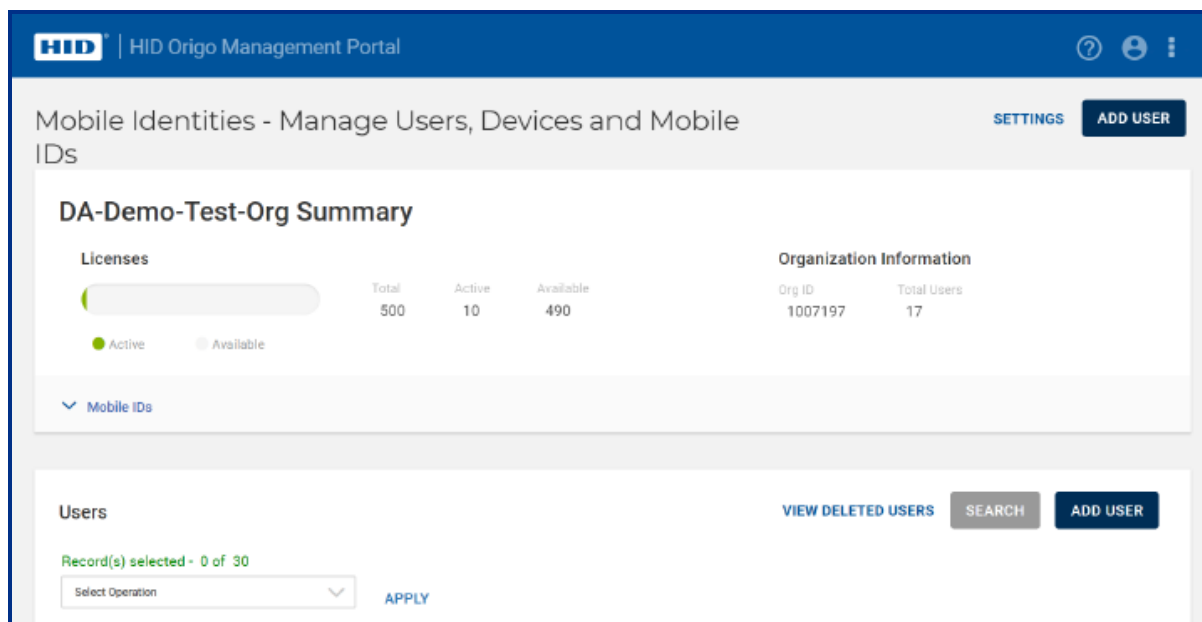 HID® | HID Origo Management Portal
Mobile Identities - Manage Users, Devices and Mobile
IDs
SETTINGS
ADD USER
DA-Demo-Test-Org Summary
Licenses
Organization Information
Total Active Available
500 10 490
Org ID Total Users
1007197 17
Active Available
Mobile IDs
Users
VIEW DELETED USERS
SEARCH
ADD USER
Record(s) selected - 0 of 30
Select Operation
APPLY